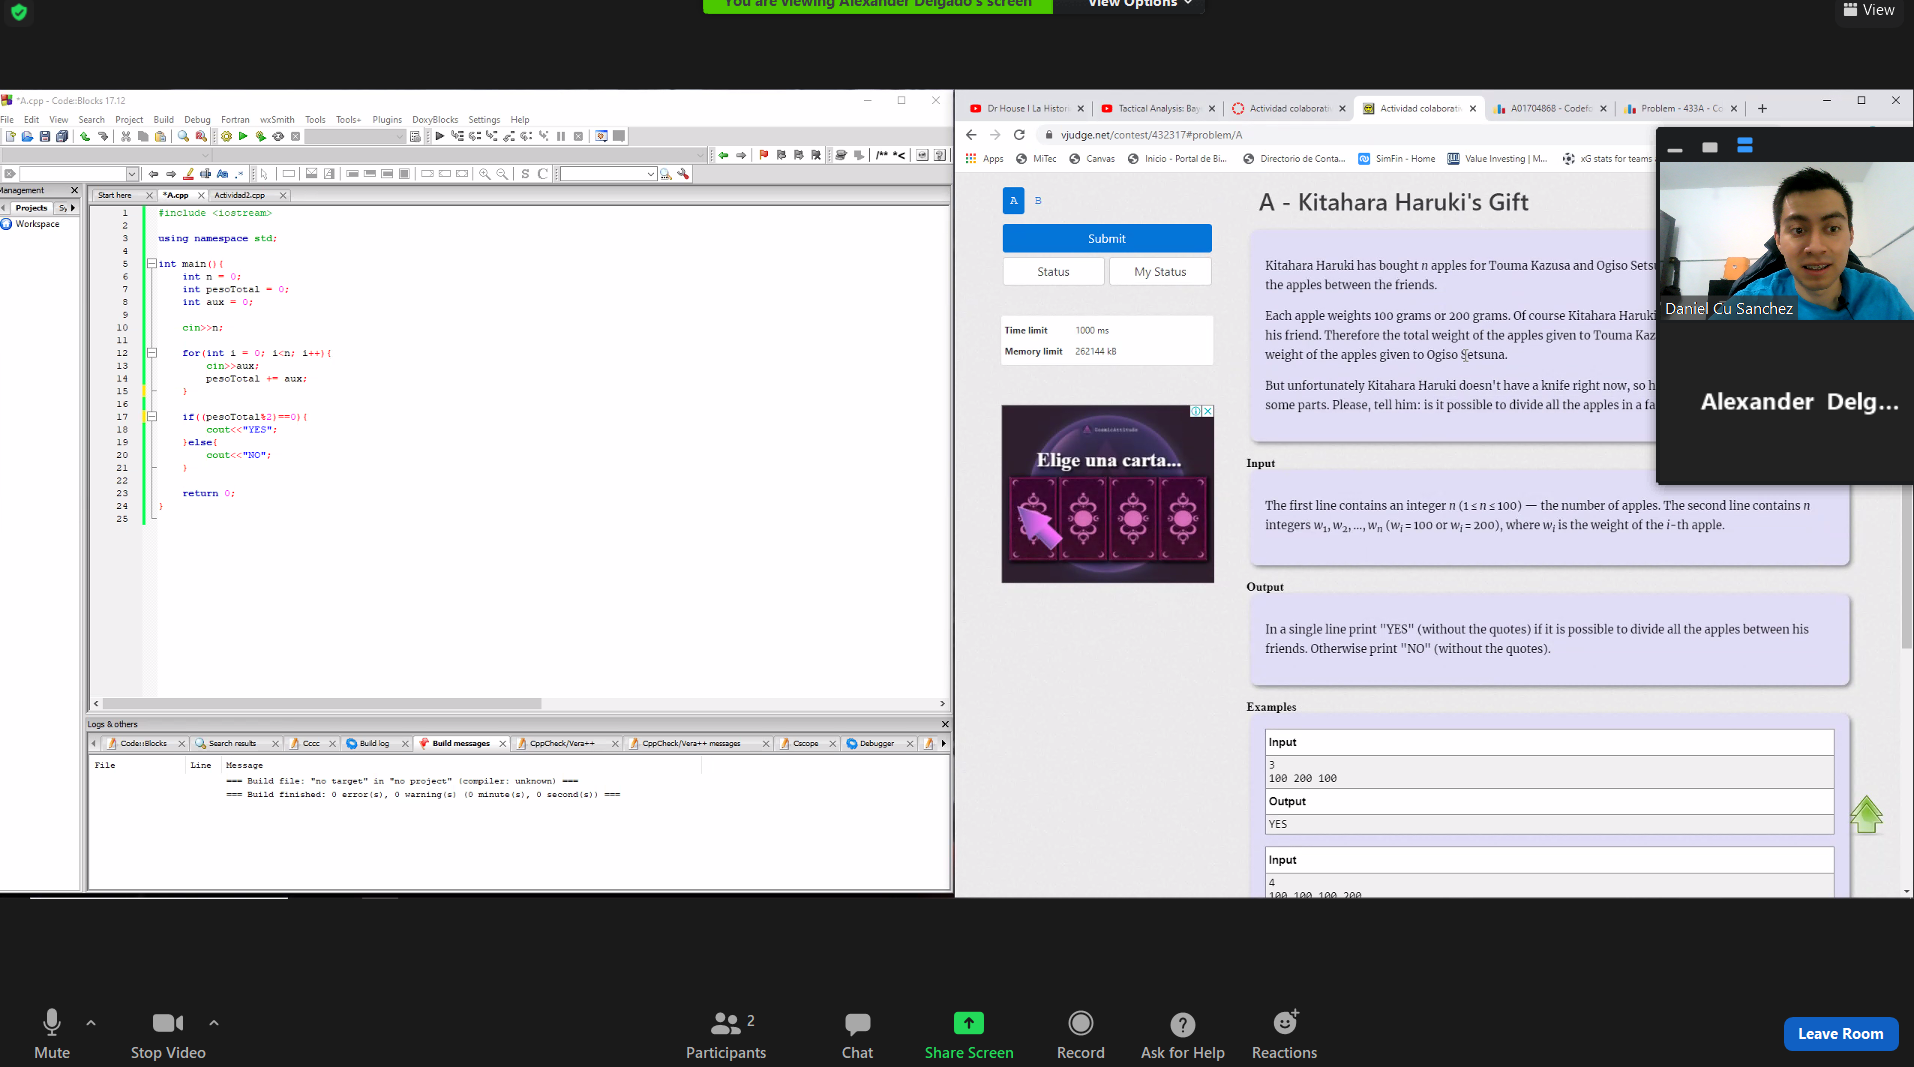 You are viewing Alexander Delgado's screen
View Options
View
*A.cpp - Code::Blocks 17.12
File Edit View Search Project Build Debug Fortran wxSmith Tools Tools+ Plugins DoxyBlocks Settings Help
Management
Start here
*A.cpp
Actividad2.cpp
Projects
Workspace
1 #include <iostream>
2
3 using namespace std;
4
5 int main(){
6 int n = 0;
7 int pesoTotal = 0;
8 int aux = 0;
9
10 cin>>n;
11
12 for(int i = 0; i<n; i++){
13 cin>>aux;
14 pesoTotal += aux;
15 }
16
17 if((pesoTotal%2)==0){
18 cout<<"YES";
19 }else{
20 cout<<"NO";
21 }
22
23 return 0;
24 }
25
Logs & others
Code::Blocks
Search results
Cccc
Build log
Build messages
CppCheck/Vera++
CppCheck/Vera++ messages
Cscope
Debugger
File Line Message
=== Build file: "no target" in "no project" (compiler: unknown) ===
=== Build finished: 0 error(s), 0 warning(s) (0 minute(s), 0 second(s)) ===
Dr House I La Histori
Tactical Analysis: Bay
Actividad colaborati
Actividad colaborati
A01704868 - Codef
Problem - 433A - Co
vjudge.net/contest/432317#problem/A
Apps
MiTec
Canvas
Inicio - Portal de Bi...
Directorio de Conta...
SimFin - Home
Value Investing | M...
xG stats for teams
A
B
Submit
Status
My Status
Time limit 1000 ms
Memory limit 262144 kB
Elige una carta...
A - Kitahara Haruki's Gift
Kitahara Haruki has bought n apples for Touma Kazusa and Ogiso Setsu
the apples between the friends.
Each apple weights 100 grams or 200 grams. Of course Kitahara Haruki
his friend. Therefore the total weight of the apples given to Touma Kaz
weight of the apples given to Ogiso Setsuna.
But unfortunately Kitahara Haruki doesn't have a knife right now, so h
some parts. Please, tell him: is it possible to divide all the apples in a fa
Input
The first line contains an integer n (1 ≤ n ≤ 100) — the number of apples. The second line contains n
integers w1, w2, ..., wn (wi = 100 or wi = 200), where wi is the weight of the i-th apple.
Output
In a single line print "YES" (without the quotes) if it is possible to divide all the apples between his
friends. Otherwise print "NO" (without the quotes).
Examples
Input
3
100 200 100
Output
YES
Input
4
100 100 100 200
Daniel Cu Sanchez
Alexander Delg...
Mute
Stop Video
Participants
2
Chat
Share Screen
Record
Ask for Help
Reactions
Leave Room